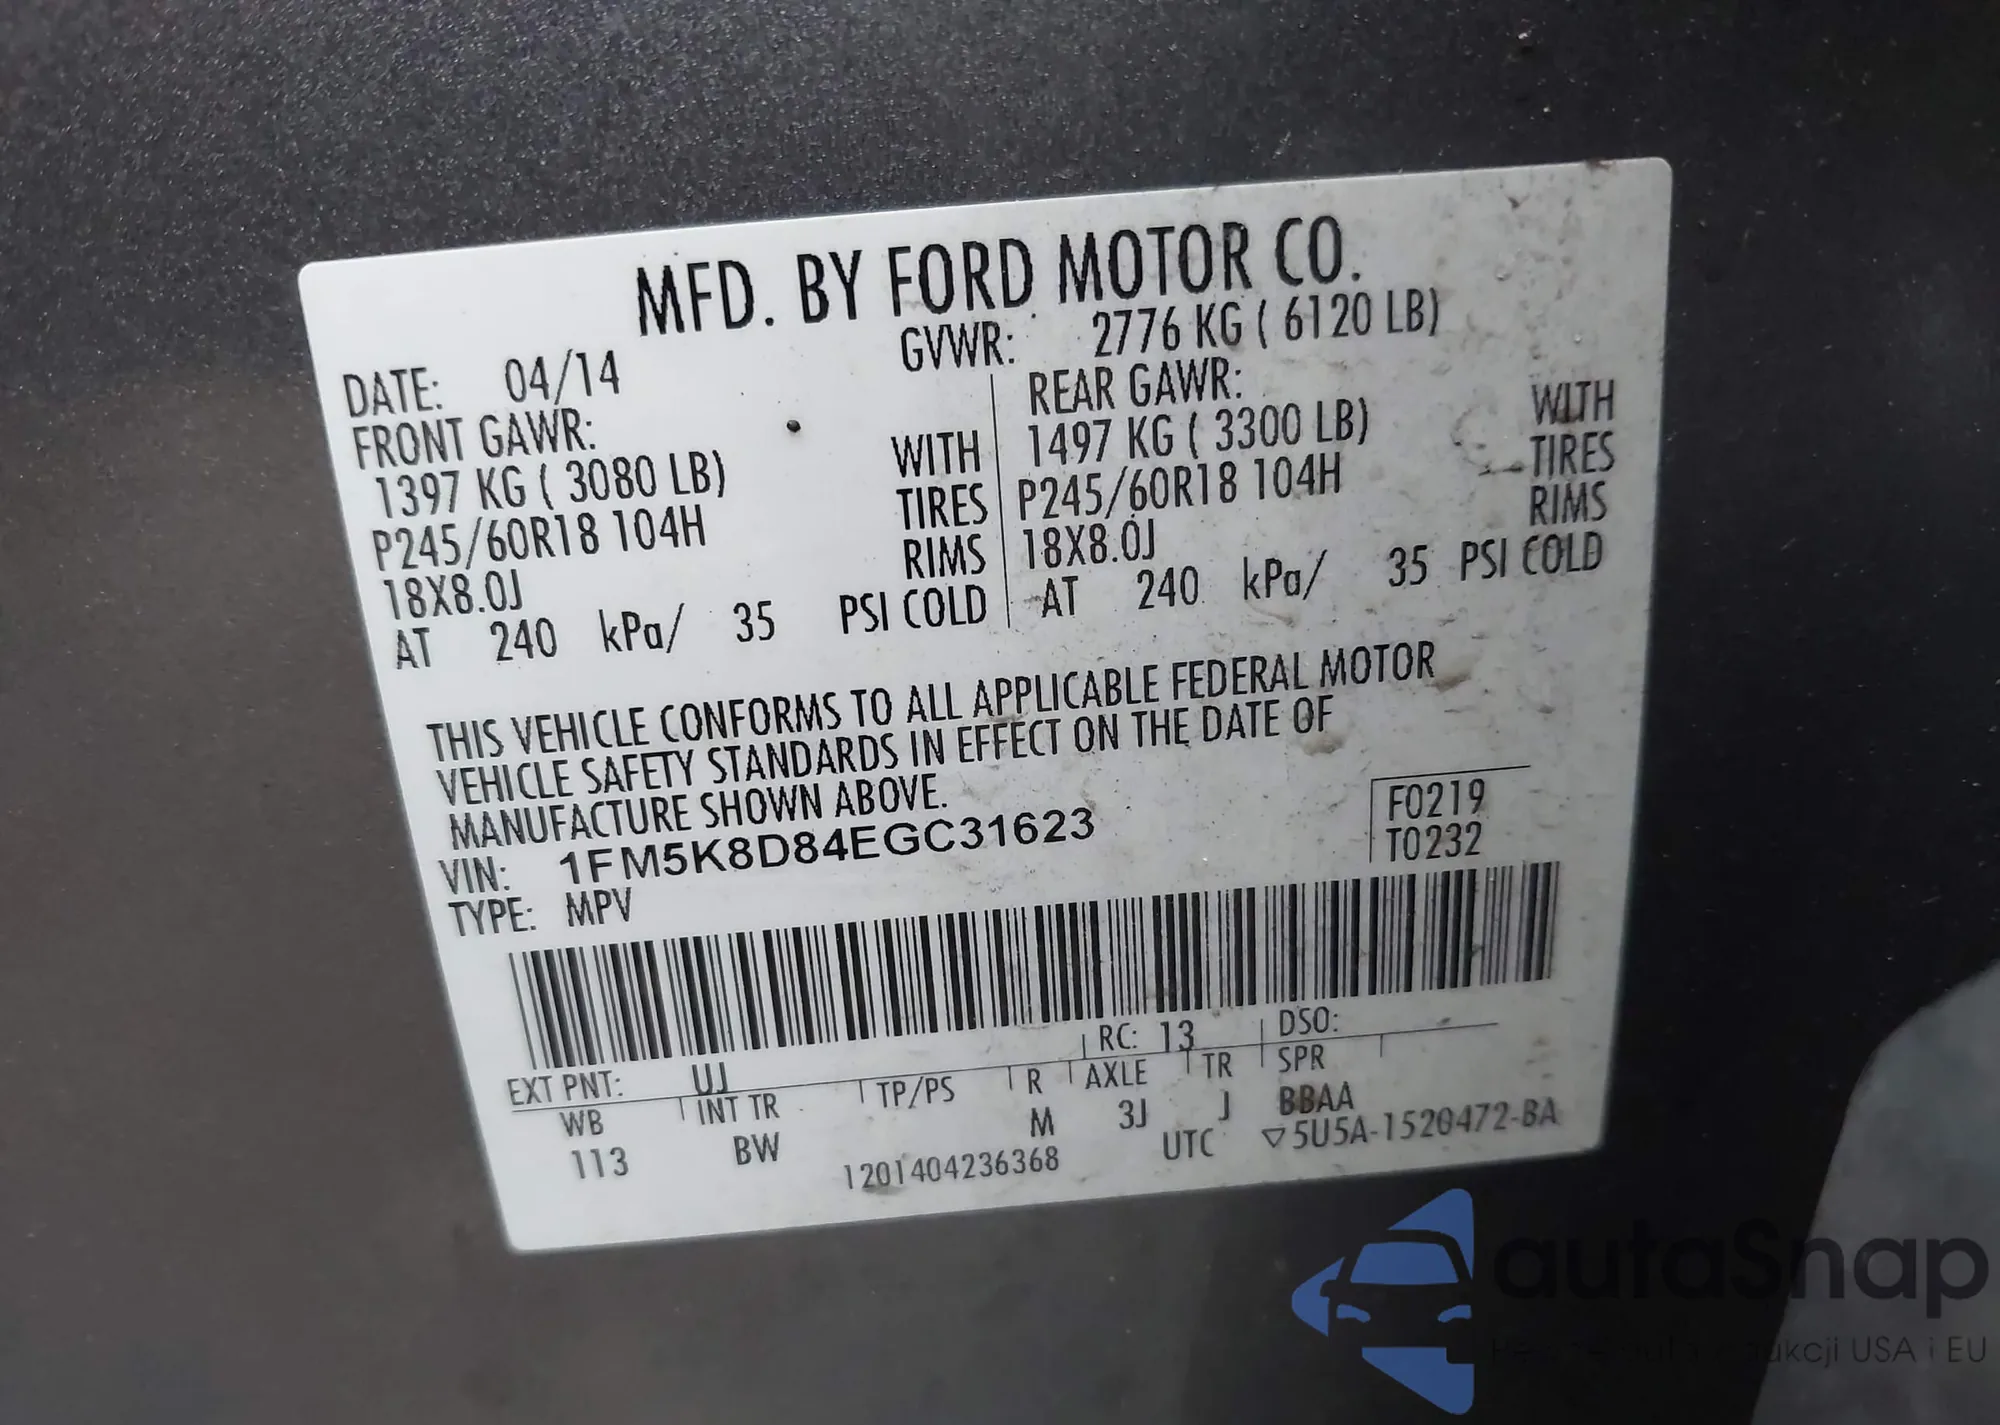 MFD. BY FORD MOTOR CO.
DATE: 04/14 GVWR: 2776 KG ( 6120 LB)
FRONT GAWR: REAR GAWR:
1397 KG ( 3080 LB) WITH 1497 KG ( 3300 LB) WITH
P245/60R18 104H TIRES P245/60R18 104H TIRES
18X8.0J RIMS 18X8.0J RIMS
AT 240 kPa/ 35 PSI COLD AT 240 kPa/ 35 PSI COLD
THIS VEHICLE CONFORMS TO ALL APPLICABLE FEDERAL MOTOR
VEHICLE SAFETY STANDARDS IN EFFECT ON THE DATE OF
MANUFACTURE SHOWN ABOVE.
VIN: 1FM5K8D84EGC31623 F0219
TYPE: MPV T0232
EXT PNT: UJ RC: 13 DSO:
WB INT TR TP/PS R AXLE TR SPR
113 BW M 3J J BBAA
1201404236368 UTC ▽5U5A-1520472-BA
autaSnap
ukcji USA i EU